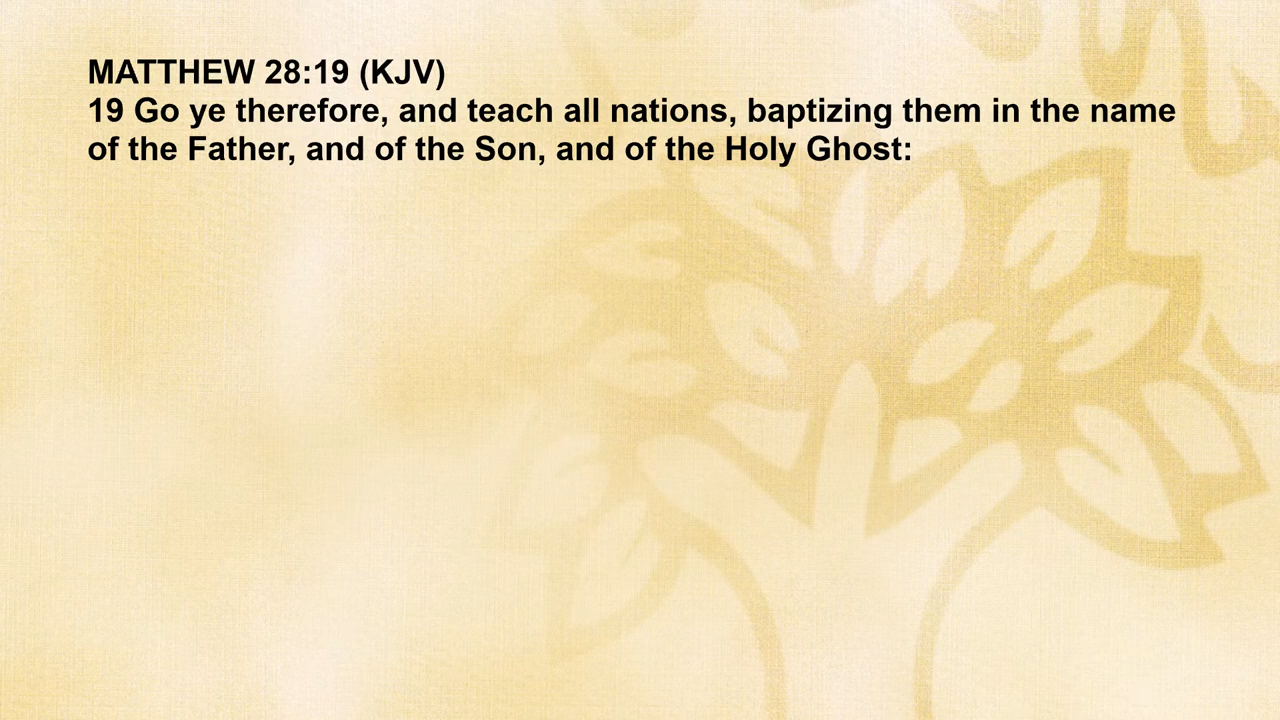 MATTHEW 28:19 (KJV)
19 Go ye therefore, and teach all nations, baptizing them in the name
of the Father, and of the Son, and of the Holy Ghost: